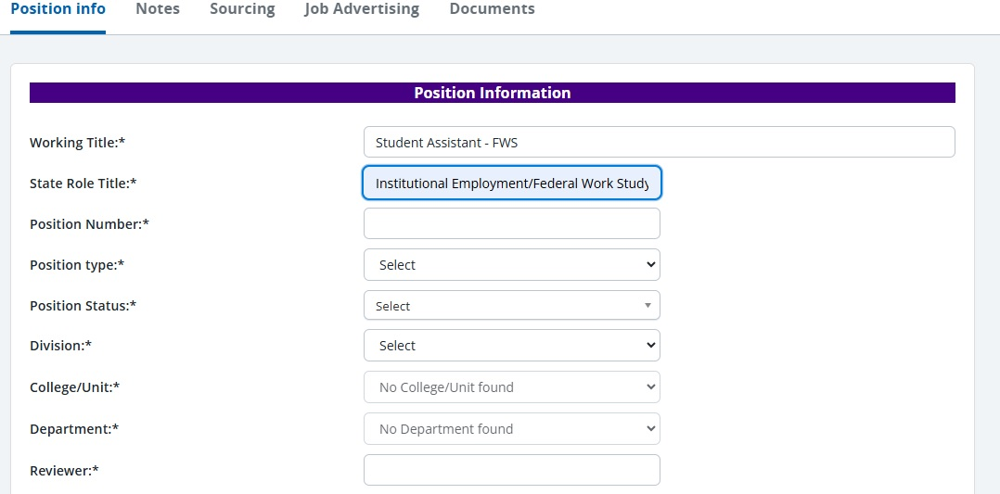 Position info Notes Sourcing Job Advertising Documents
Position Information
Working Title:* Student Assistant - FWS
State Role Title:* Institutional Employment/Federal Work Study
Position Number:*
Position type:* Select
Position Status:* Select
Division:* Select
College/Unit:* No College/Unit found
Department:* No Department found
Reviewer:*